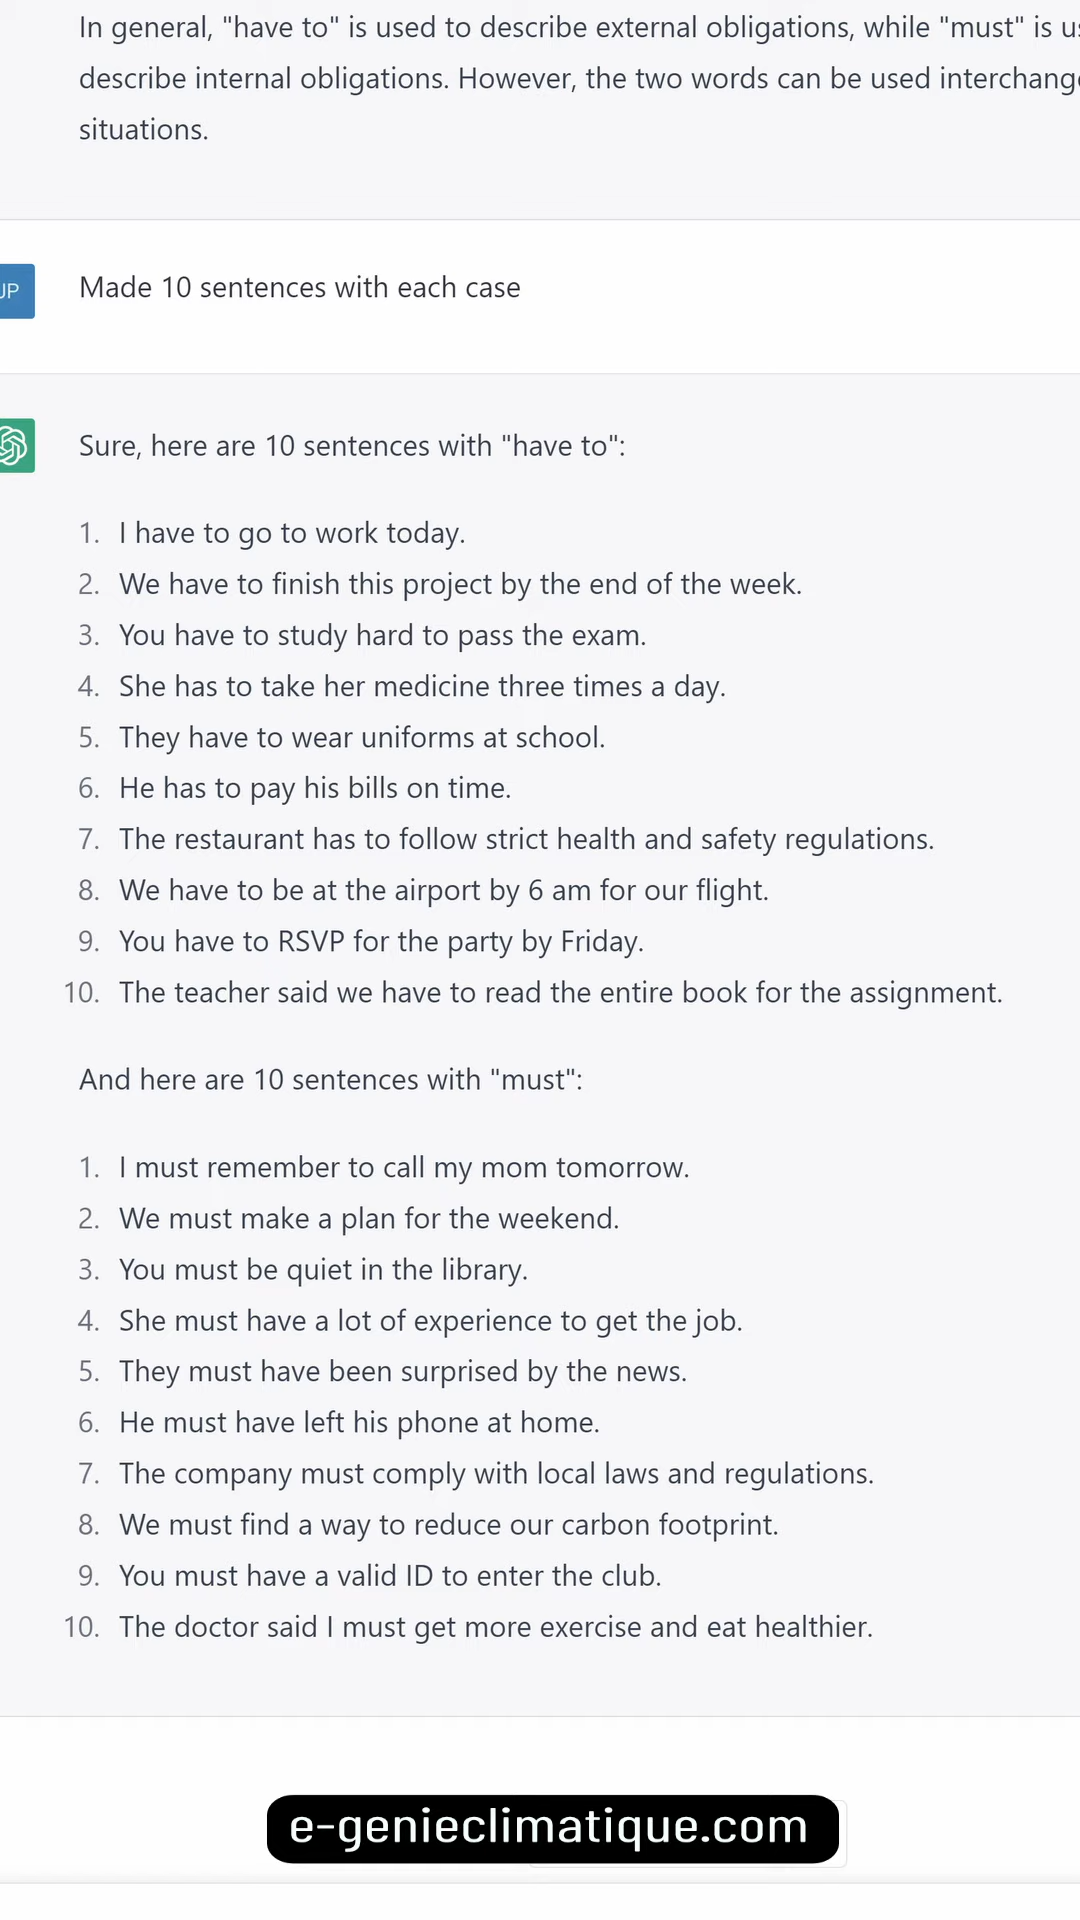 In general, "have to" is used to describe external obligations, while "must" is
describe internal obligations. However, the two words can be used
situations.
Made 10 sentences with each case
Sure, here are 10 sentences with "have to":
1. I have to go to work today.
2. We have to finish this project by the end of the week.
3. You have to study hard to pass the exam.
4. She has to take her medicine three times a day.
5. They have to wear uniforms at school.
6. He has to pay his bills on time.
7. The restaurant has to follow strict health and safety regulations.
8. We have to be at the airport by 6 am for our flight.
9. You have to RSVP for the party by Friday.
10. The teacher said we have to read the entire book for the assignment.
And here are 10 sentences with "must":
1. I must remember to call my mom tomorrow.
2. We must make a plan for the weekend.
3. You must be quiet in the library.
4. She must have a lot of experience to get the job.
5. They must have been surprised by the news.
6. He must have left his phone at home.
7. The company must comply with local laws and regulations.
8. We must find a way to reduce our carbon footprint.
9. You must have a valid ID to enter the club.
10. The doctor said I must get more exercise and eat healthier.
e-genieclimatique.com